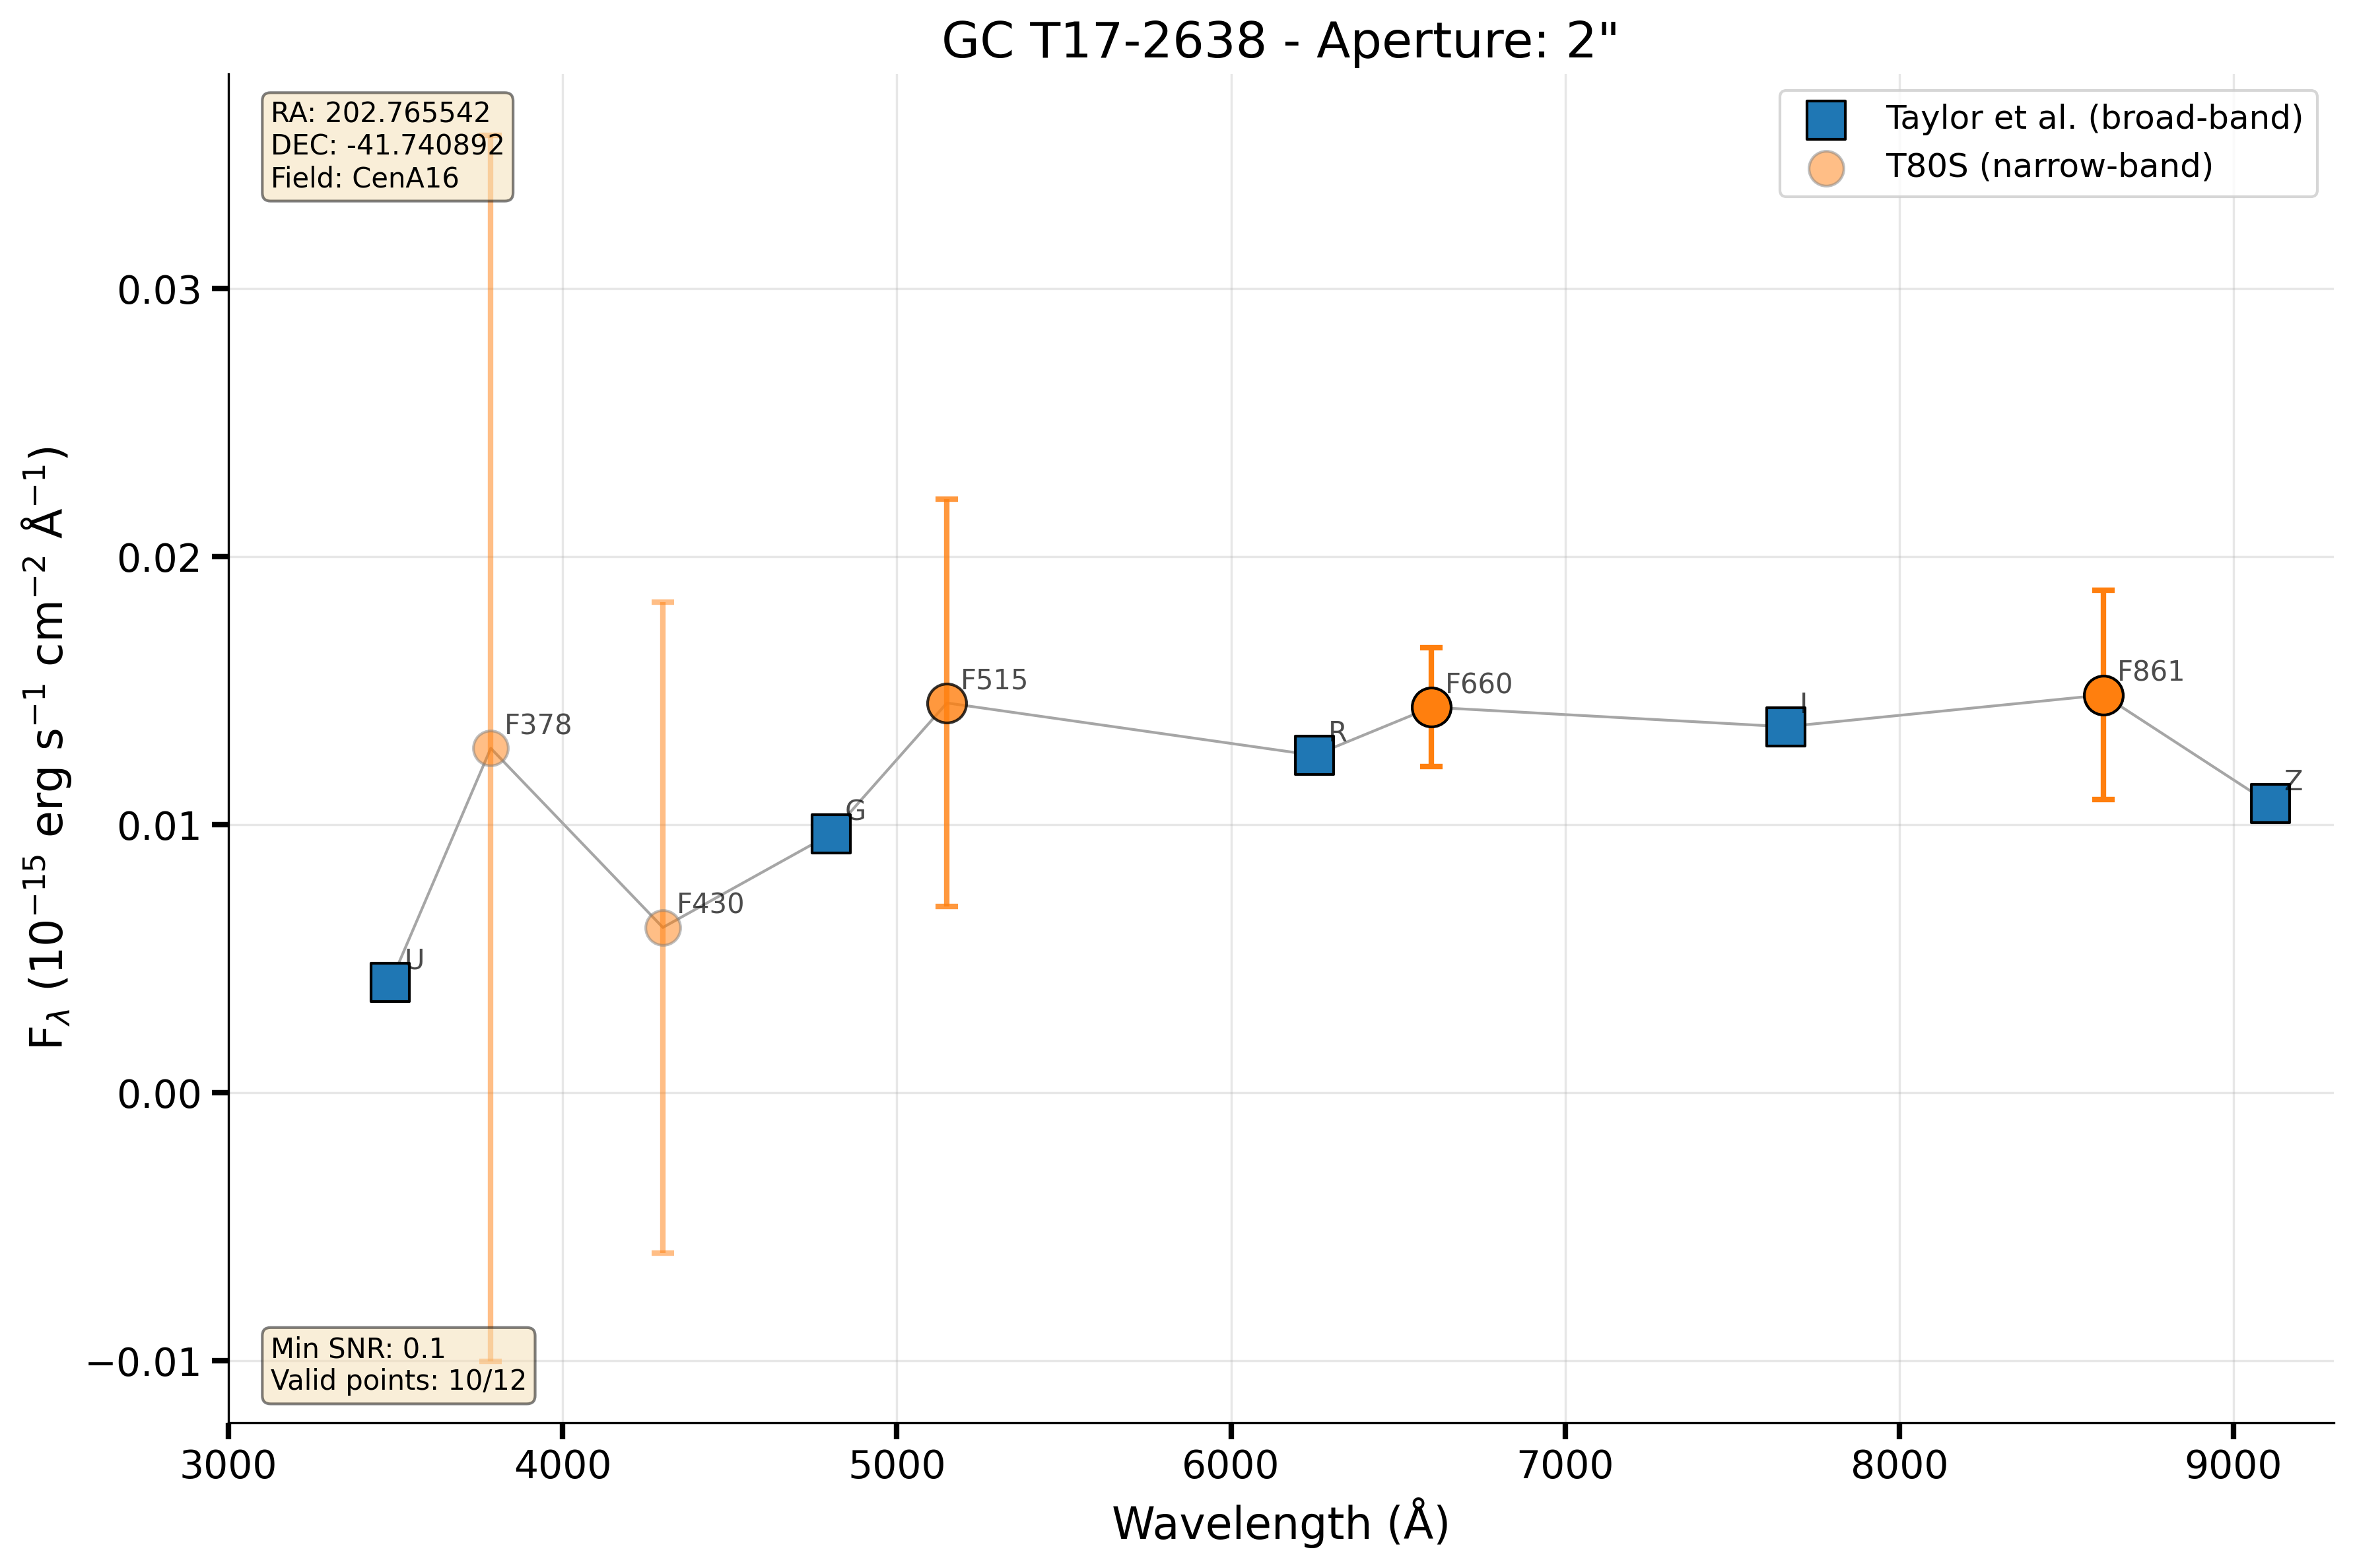 GC T17-2638 - Aperture: 2"
RA: 202.765542
DEC: -41.740892
Field: CenA16
Taylor et al. (broad-band)
T80S (narrow-band)
F_λ (10⁻¹⁵ erg s⁻¹ cm⁻² Å⁻¹)
0.03
0.02
0.01
0.00
−0.01
U
F378
F430
G
F515
R
F660
I
F861
Z
Min SNR: 0.1
Valid points: 10/12
3000 4000 5000 6000 7000 8000 9000
Wavelength (Å)